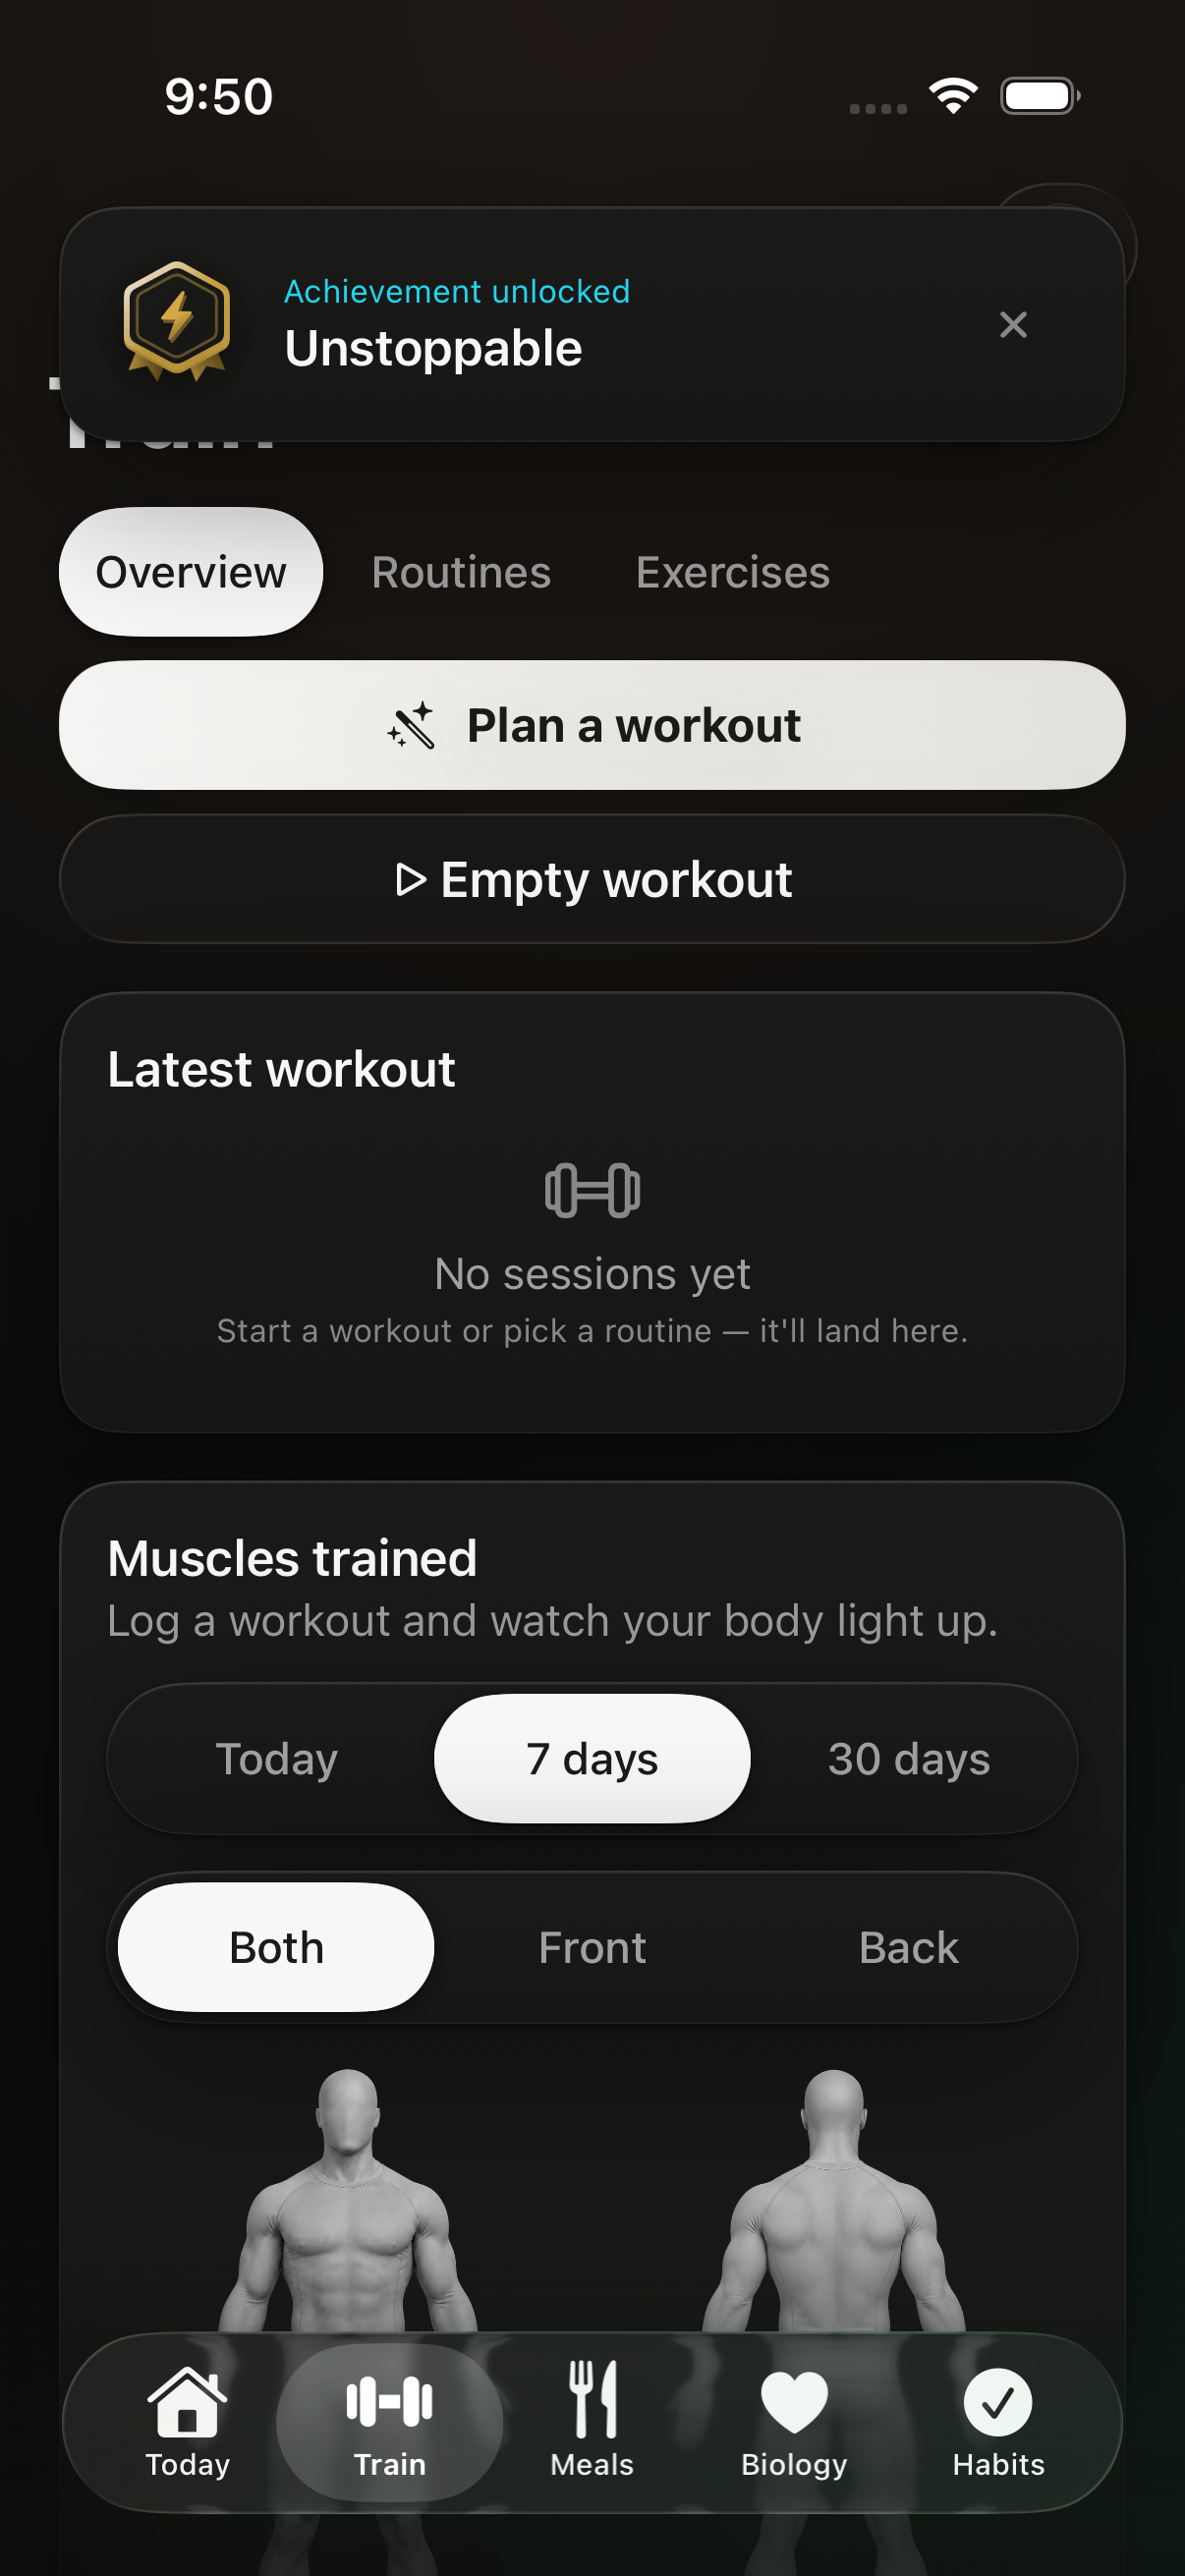 9:50
Achievement unlocked
Unstoppable
Train
Overview Routines Exercises
Plan a workout
Empty workout
Latest workout
No sessions yet
Start a workout or pick a routine — it'll land here.
Muscles trained
Log a workout and watch your body light up.
Today 7 days 30 days
Both Front Back
Today Train Meals Biology Habits